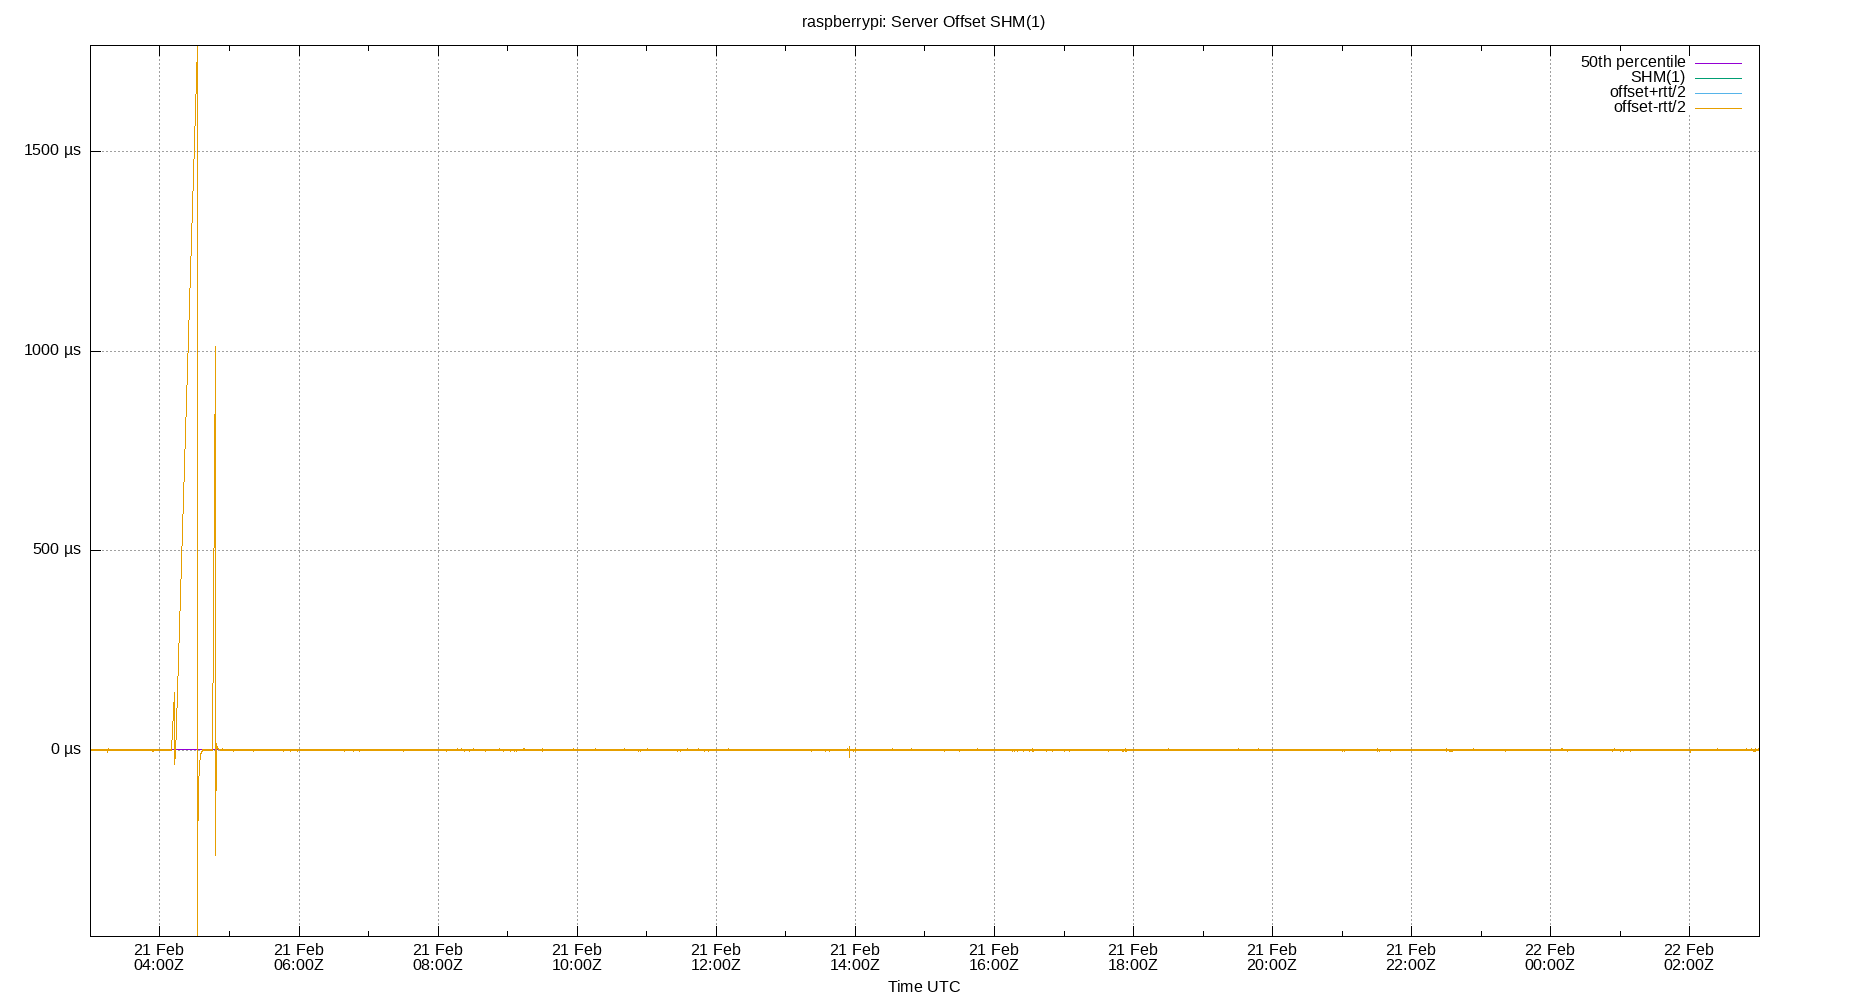 raspberrypi: Server Offset SHM(1)
50th percentile
SHM(1)
offset+rtt/2
offset-rtt/2
1500 µs
1000 µs
500 µs
0 µs
21 Feb 21 Feb 21 Feb 21 Feb 21 Feb 21 Feb 21 Feb 21 Feb 21 Feb 21 Feb 22 Feb 22 Feb
04:00Z 06:00Z 08:00Z 10:00Z 12:00Z 14:00Z 16:00Z 18:00Z 20:00Z 22:00Z 00:00Z 02:00Z
Time UTC